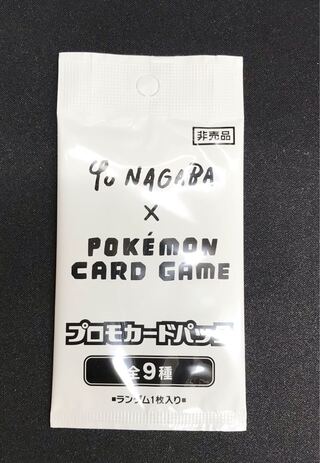 非売品
YU NAGABA
×
POKÉMON
CARD GAME
プロモカードパック
全9種
■ランダム1枚入り■